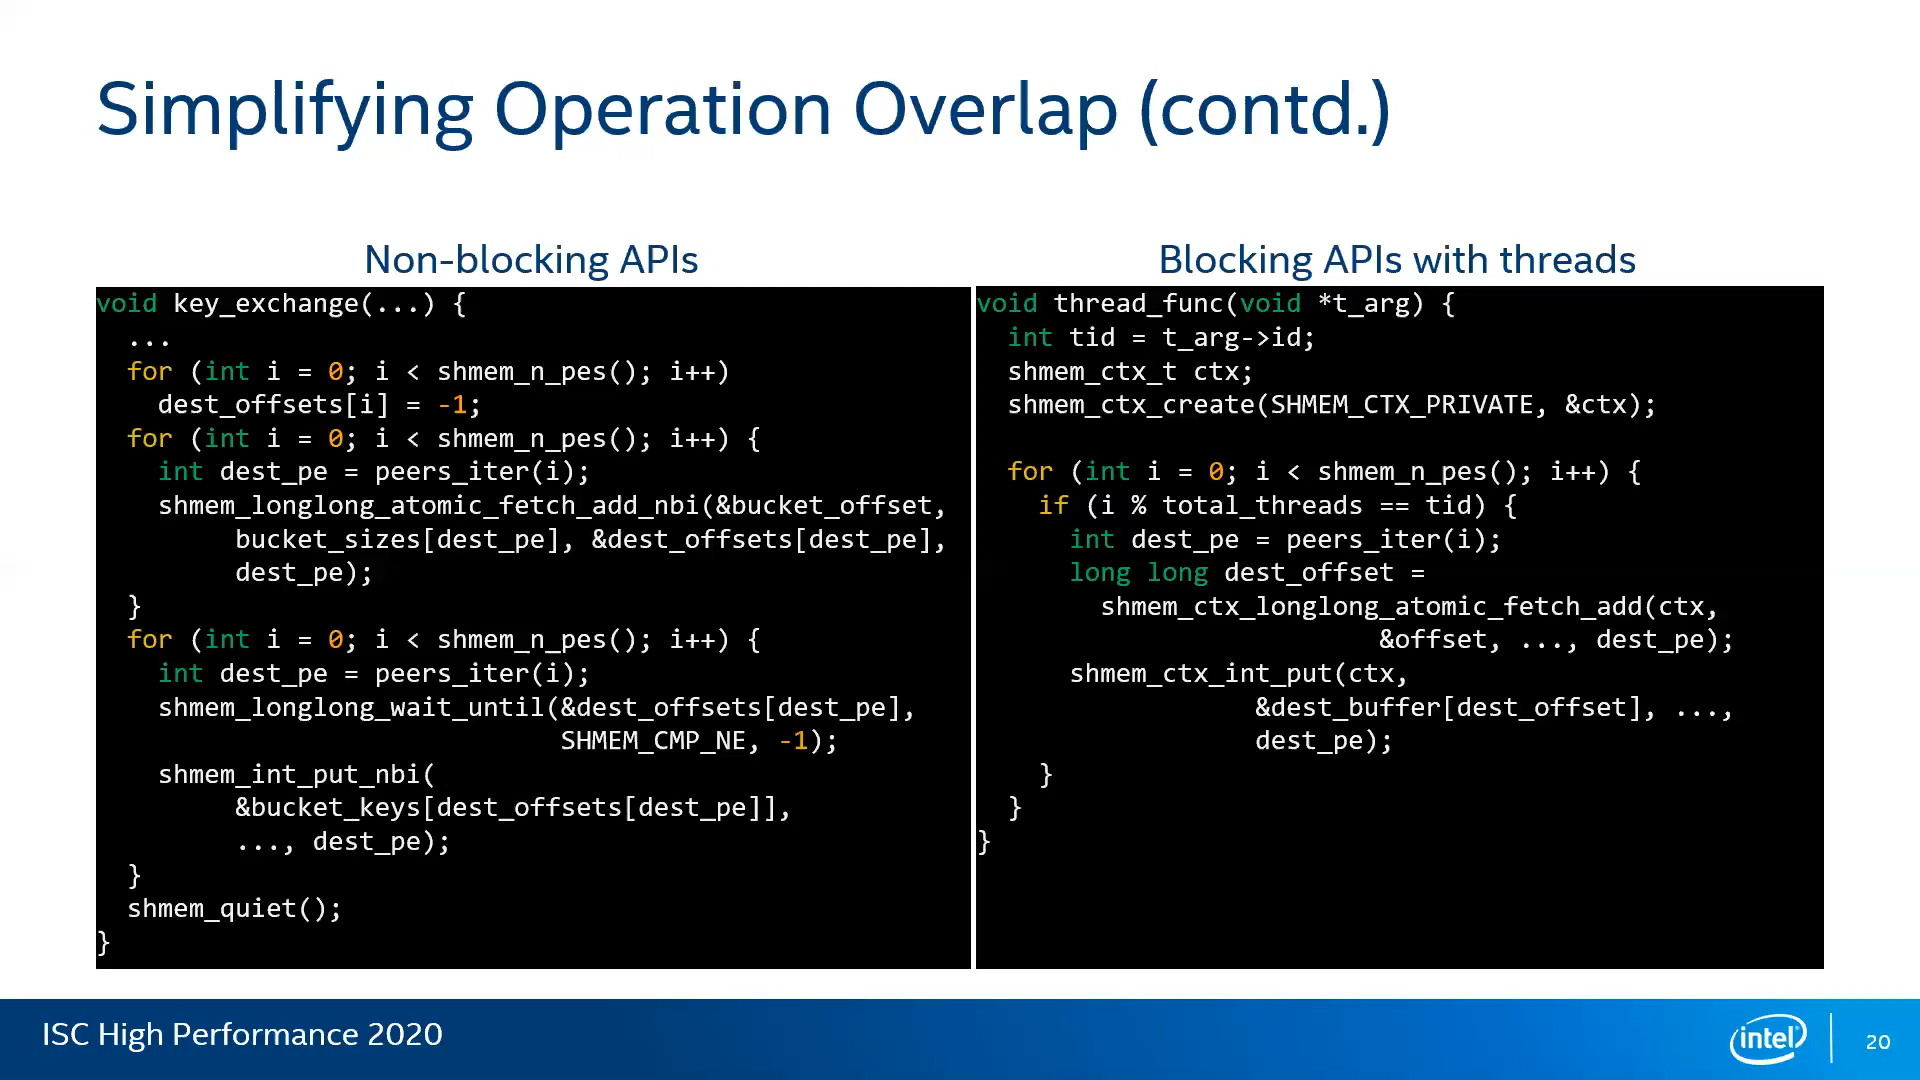 Simplifying Operation Overlap (contd.)
Non-blocking APIs
void key_exchange(...) {
  ...
  for (int i = 0; i < shmem_n_pes(); i++)
    dest_offsets[i] = -1;
  for (int i = 0; i < shmem_n_pes(); i++) {
    int dest_pe = peers_iter(i);
    shmem_longlong_atomic_fetch_add_nbi(&bucket_offset,
         bucket_sizes[dest_pe], &dest_offsets[dest_pe],
         dest_pe);
  }
  for (int i = 0; i < shmem_n_pes(); i++) {
    int dest_pe = peers_iter(i);
    shmem_longlong_wait_until(&dest_offsets[dest_pe],
                              SHMEM_CMP_NE, -1);
    shmem_int_put_nbi(
         &bucket_keys[dest_offsets[dest_pe]],
         ..., dest_pe);
  }
  shmem_quiet();
}
Blocking APIs with threads
void thread_func(void *t_arg) {
  int tid = t_arg->id;
  shmem_ctx_t ctx;
  shmem_ctx_create(SHMEM_CTX_PRIVATE, &ctx);
  for (int i = 0; i < shmem_n_pes(); i++) {
    if (i % total_threads == tid) {
      int dest_pe = peers_iter(i);
      long long dest_offset =
        shmem_ctx_longlong_atomic_fetch_add(ctx,
                          &offset, ..., dest_pe);
      shmem_ctx_int_put(ctx,
                  &dest_buffer[dest_offset], ...,
                  dest_pe);
    }
  }
}
ISC High Performance 2020
intel
20